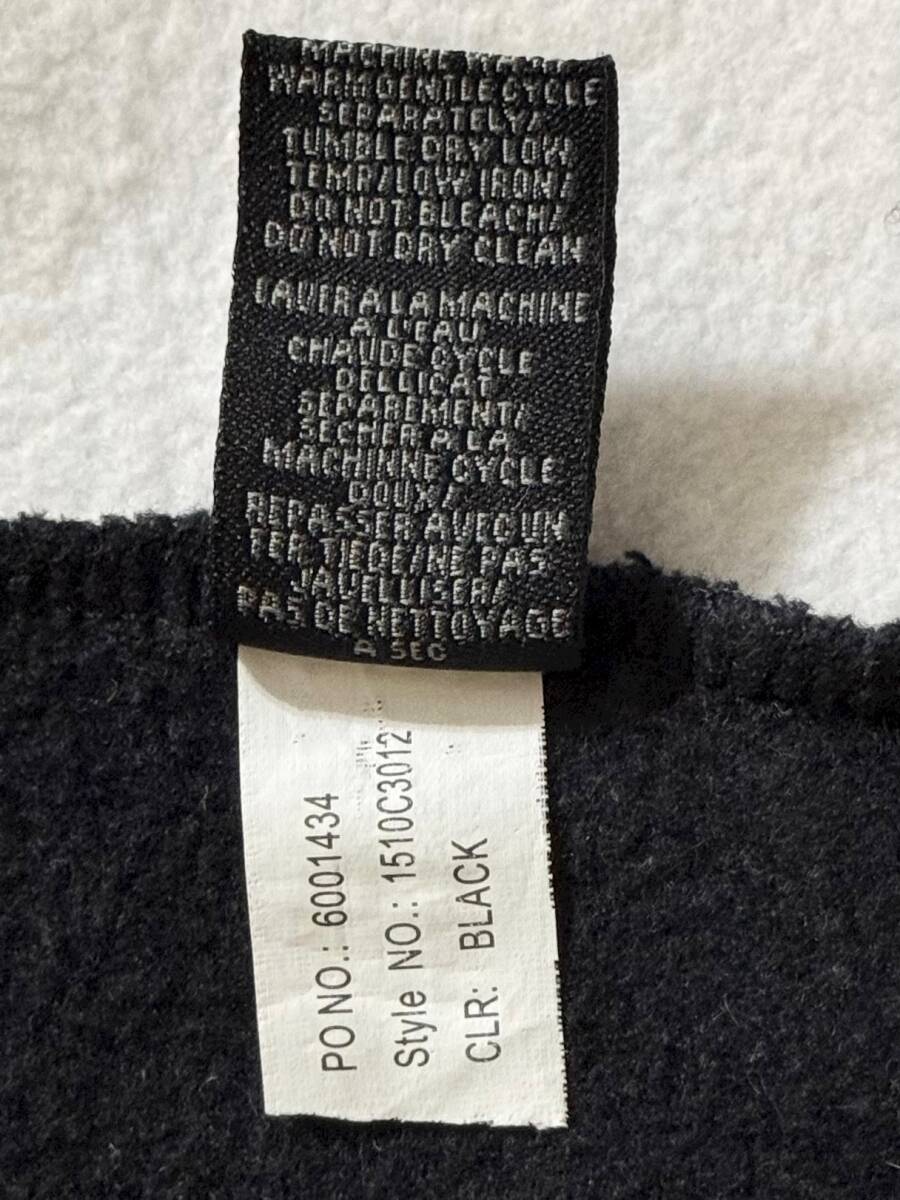 MACHINE WASH
WARM GENTLE CYCLE
SEPARATELY/
TUMBLE DRY LOW
TEMP/LOW IRON/
DO NOT BLEACH/
DO NOT DRY CLEAN
LAVER A LA MACHINE
A L'EAU
CHAUDE CYCLE
DELLICAT
SEPAREMENT/
SECHER A LA
MACHINNE CYCLE
DOUX/
REPASSER AVEC UN
FER TIEDE/NE PAS
JAVELLISER/
PAS DE NETTOYAGE
A SEC
PO NO.: 6001434
Style NO.: 1510C3012
CLR: BLACK